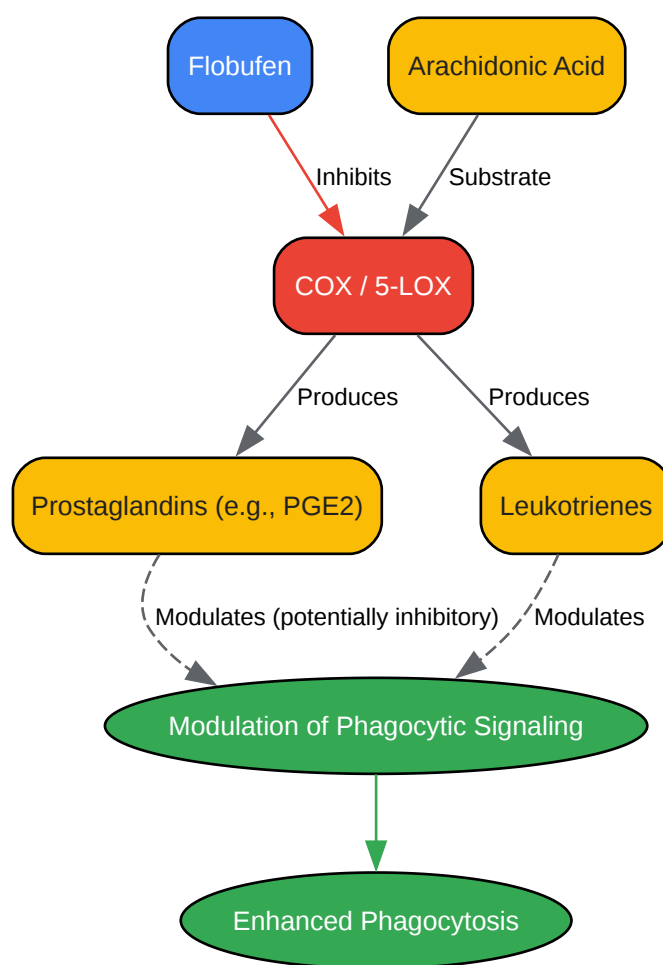 Flobufen
Arachidonic Acid
Inhibits
Substrate
COX / 5-LOX
Produces
Produces
Prostaglandins (e.g., PGE2)
Leukotrienes
Modulates (potentially inhibitory)
Modulates
Modulation of Phagocytic Signaling
Enhanced Phagocytosis